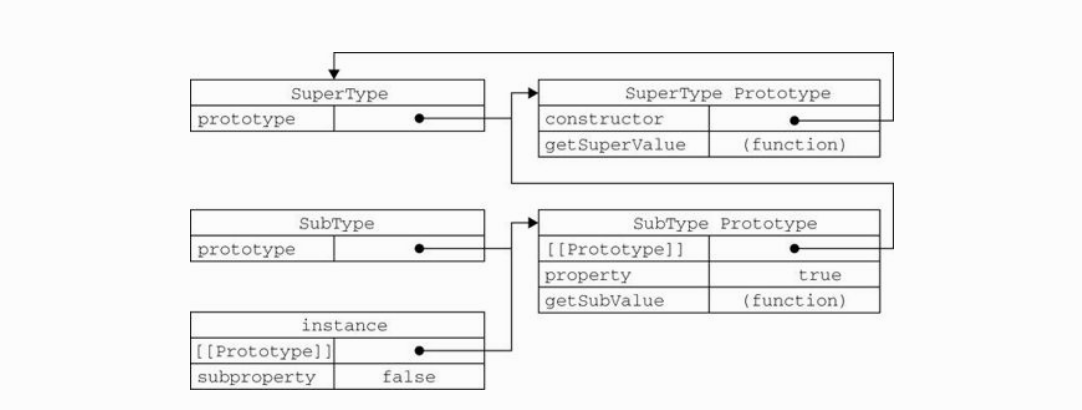 SuperType
prototype
SuperType Prototype
constructor
getSuperValue (function)
SubType
prototype
SubType Prototype
[[Prototype]]
property true
getSubValue (function)
instance
[[Prototype]]
subproperty false